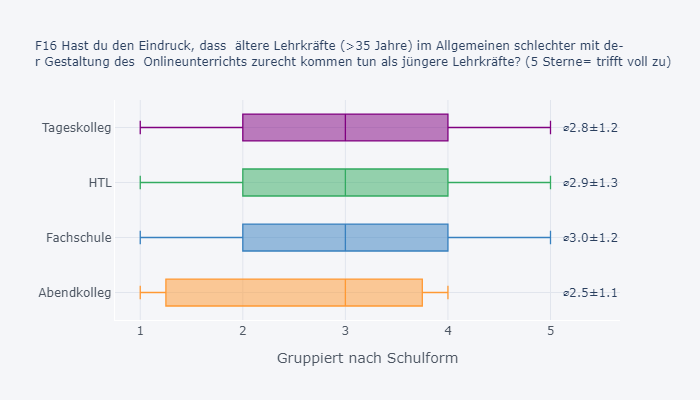 F16 Hast du den Eindruck, dass  ältere Lehrkräfte (>35 Jahre) im Allgemeinen schlechter mit de-
r Gestaltung des  Onlineunterrichts zurecht kommen tun als jüngere Lehrkräfte? (5 Sterne= trifft voll zu)
Tageskolleg ⌀2.8±1.2
HTL ⌀2.9±1.3
Fachschule ⌀3.0±1.2
Abendkolleg ⌀2.5±1.1
1 2 3 4 5
Gruppiert nach Schulform